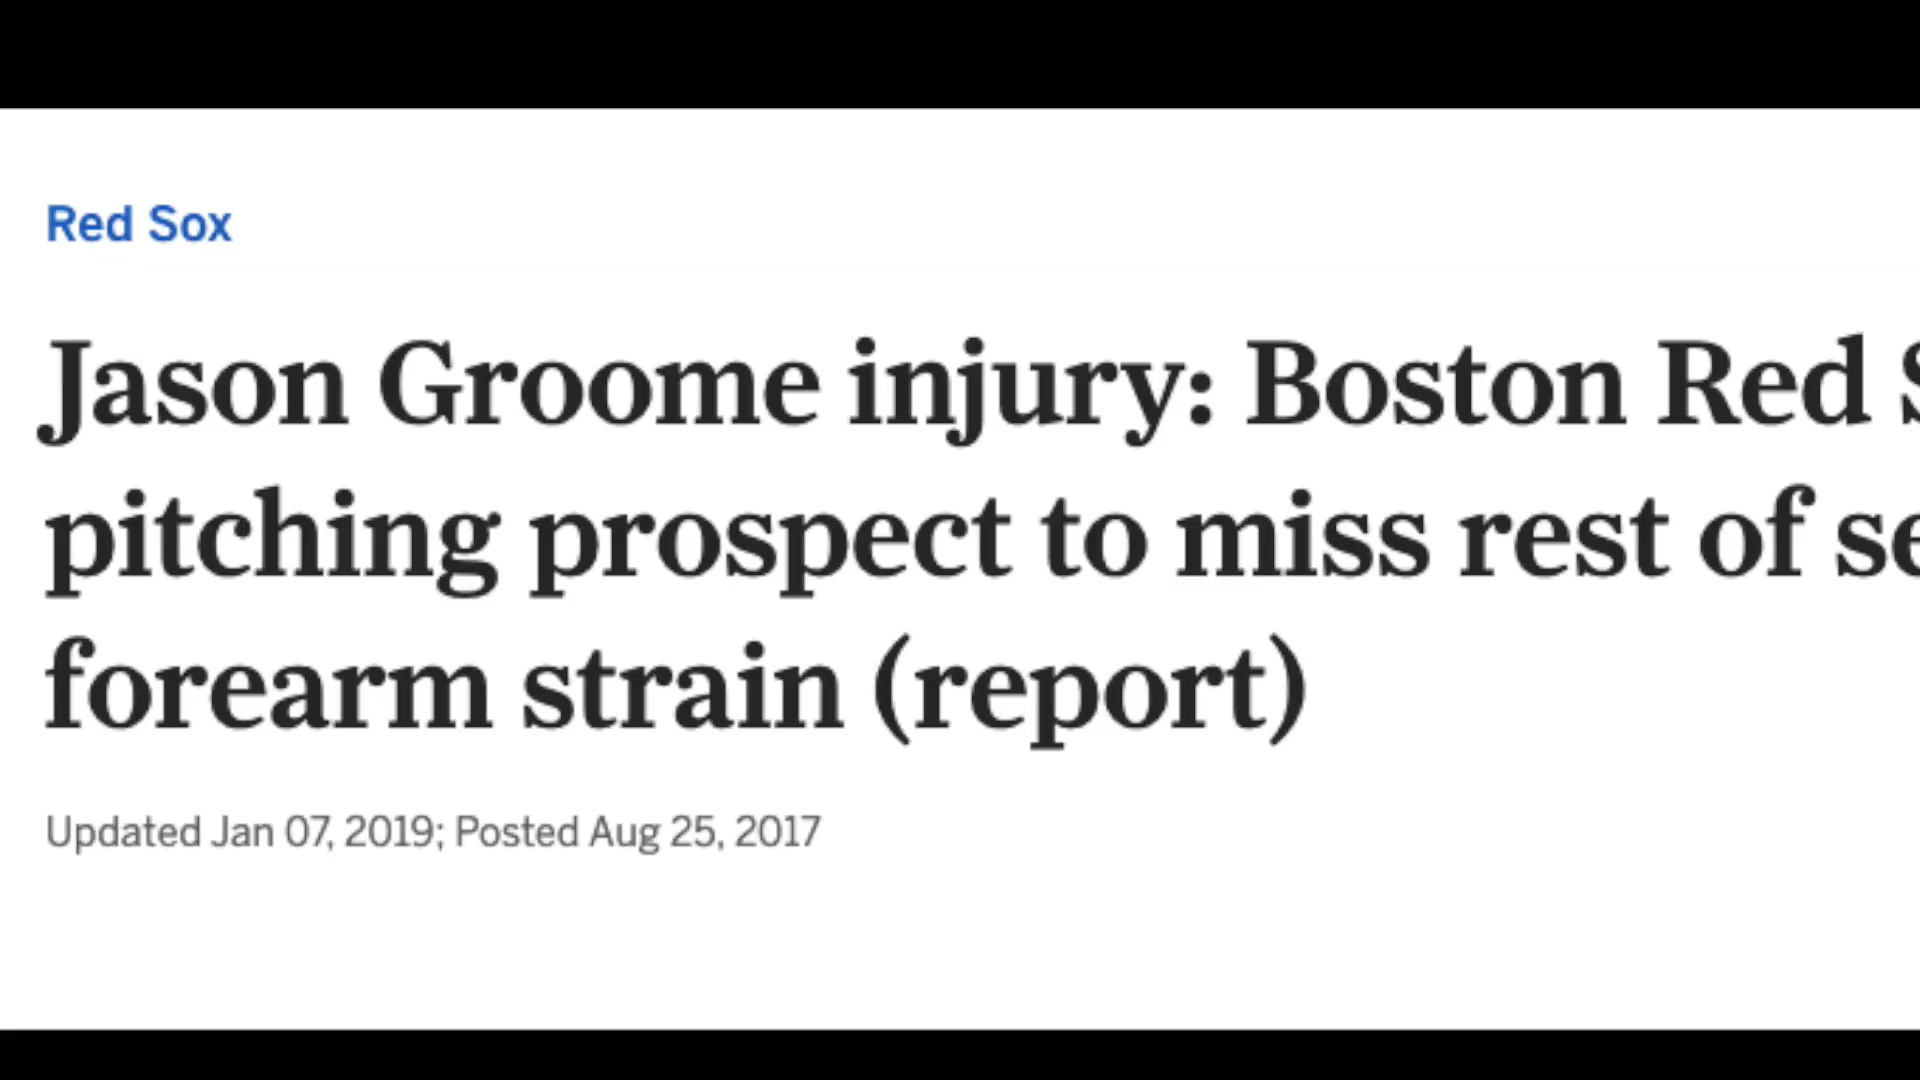 Red Sox
Jason Groome injury: Boston Red
pitching prospect to miss rest of
forearm strain (report)
Updated Jan 07, 2019; Posted Aug 25, 2017